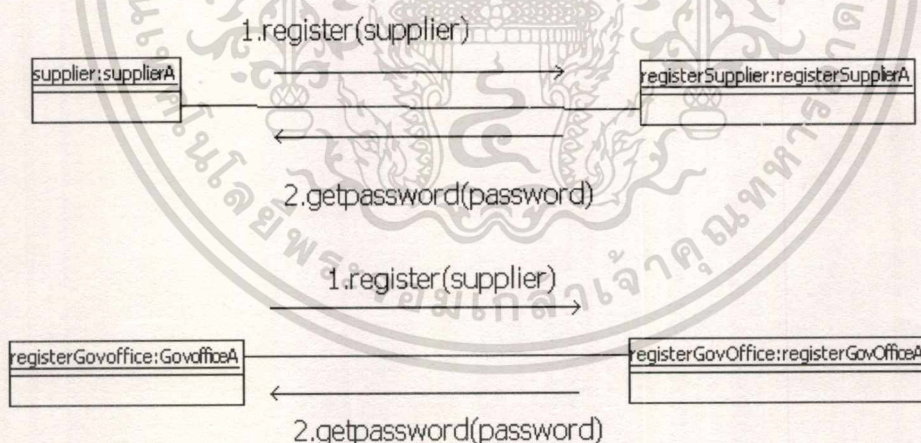 1.register(supplier)
supplier:supplierA
registerSupplier:registerSupplierA
2.getpassword(password)
1.register(supplier)
registerGovoffice:GovofficeA
registerGovOffice:registerGovOfficeA
2.getpassword(password)